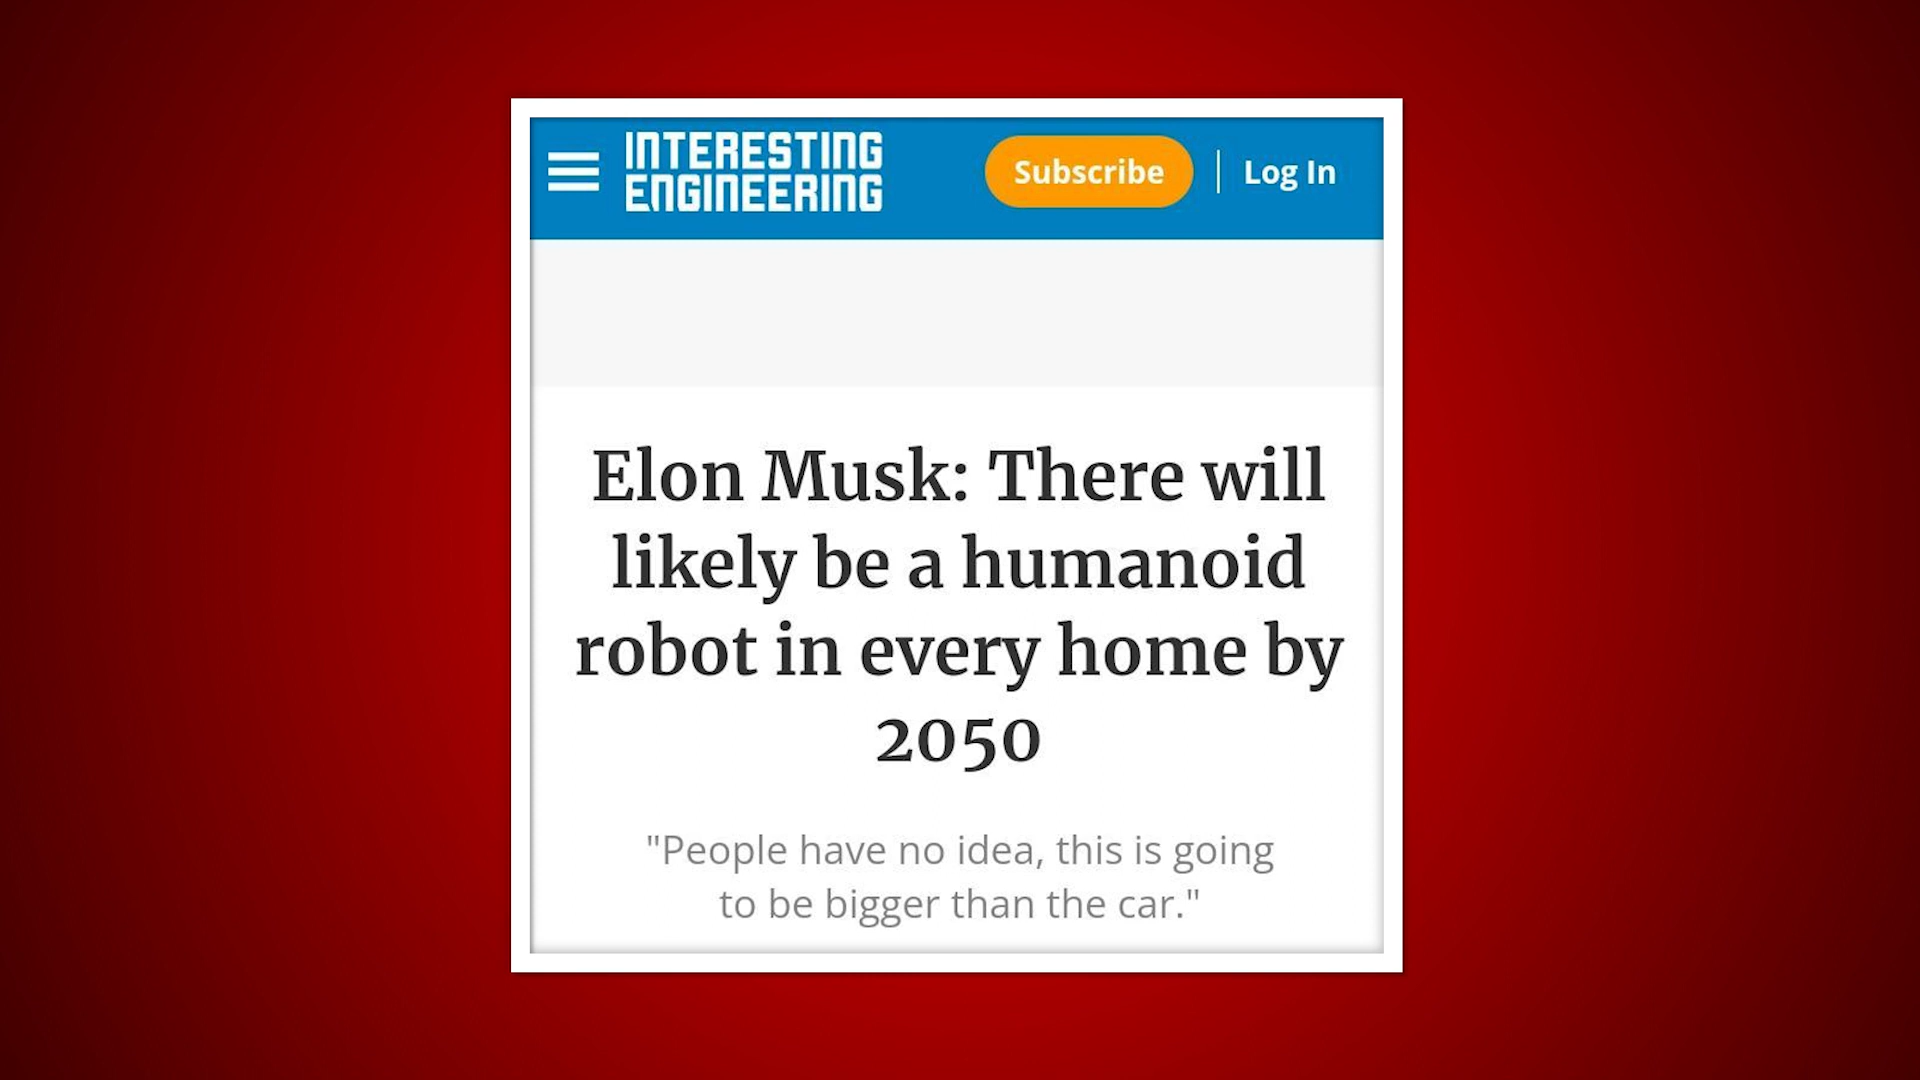 INTERESTING
ENGINEERING
Subscribe
Log In
Elon Musk: There will
likely be a humanoid
robot in every home by
2050
"People have no idea, this is going
to be bigger than the car."